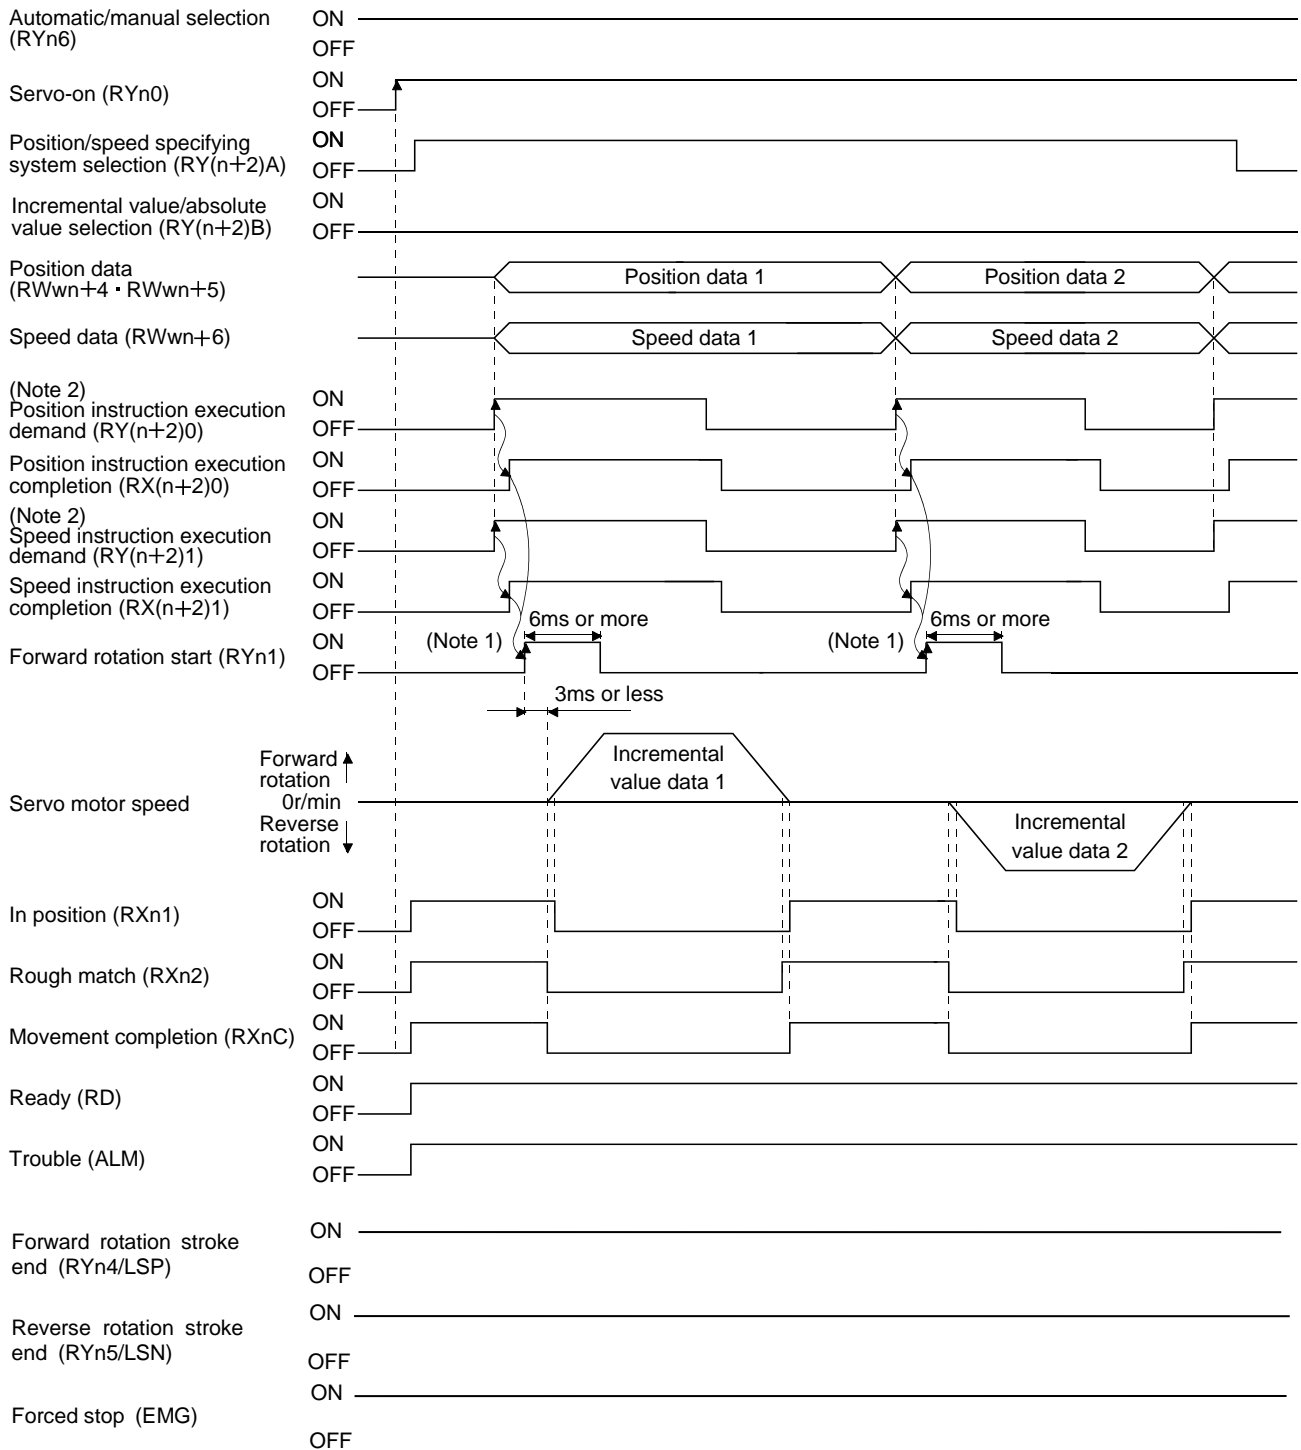 Automatic/manual selection
(RYn6)
ON
OFF
Servo-on (RYn0)
ON
OFF
Position/speed specifying
system selection (RY(n+2)A)
ON
OFF
Incremental value/absolute
value selection (RY(n+2)B)
ON
OFF
Position data
(RWwn+4・RWwn+5)
Position data 1
Position data 2
Speed data (RWwn+6)
Speed data 1
Speed data 2
(Note 2)
Position instruction execution
demand (RY(n+2)0)
ON
OFF
Position instruction execution
completion (RX(n+2)0)
ON
OFF
(Note 2)
Speed instruction execution
demand (RY(n+2)1)
ON
OFF
Speed instruction execution
completion (RX(n+2)1)
ON
OFF
Forward rotation start (RYn1)
ON
OFF
(Note 1)
6ms or more
(Note 1)
6ms or more
3ms or less
Servo motor speed
Forward
rotation
0r/min
Reverse
rotation
Incremental
value data 1
Incremental
value data 2
In position (RXn1)
ON
OFF
Rough match (RXn2)
ON
OFF
Movement completion (RXnC)
ON
OFF
Ready (RD)
ON
OFF
Trouble (ALM)
ON
OFF
Forward rotation stroke
end (RYn4/LSP)
ON
OFF
Reverse rotation stroke
end (RYn5/LSN)
ON
OFF
Forced stop (EMG)
ON
OFF